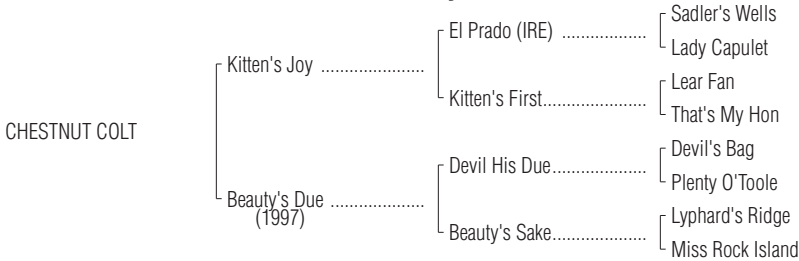 Sadler's Wells
El Prado (IRE) ..................
Lady Capulet
Kitten's Joy ......................
Lear Fan
Kitten's First......................
That's My Hon
CHESTNUT COLT
Devil's Bag
Devil His Due....................
Plenty O'Toole
Beauty's Due ....................
(1997)
Lyphard's Ridge
Beauty's Sake....................
Miss Rock Island